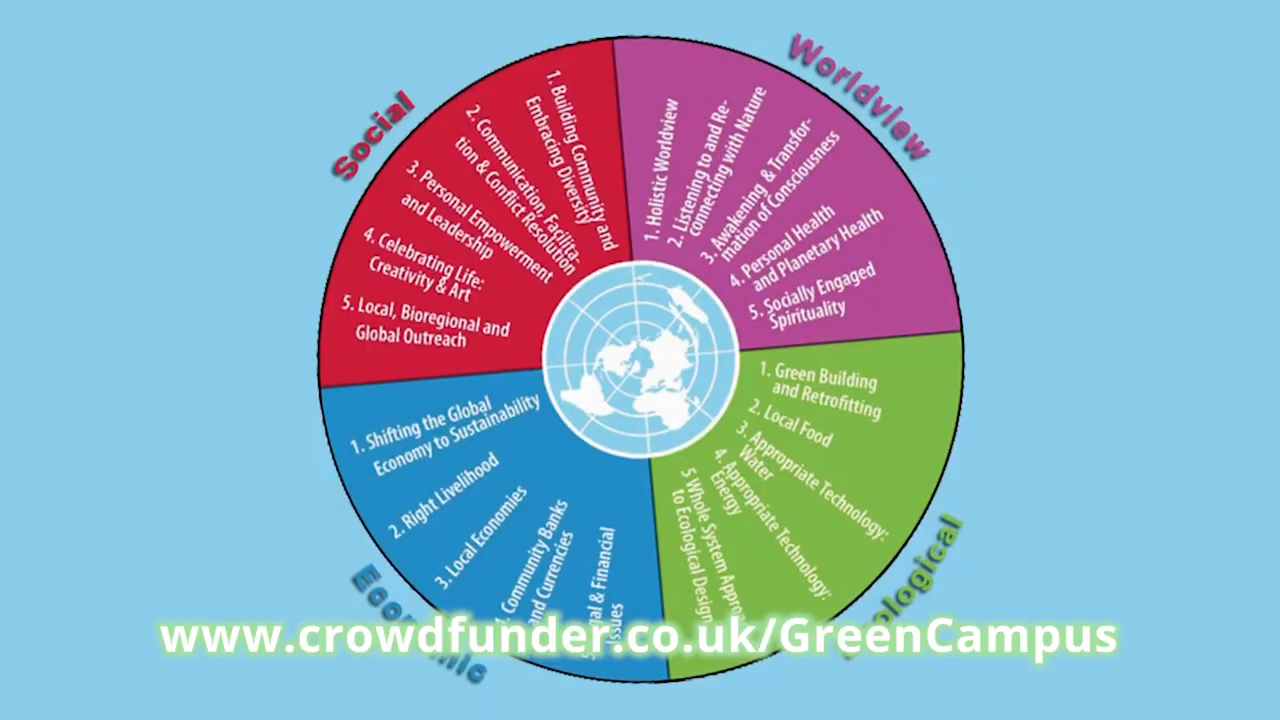 Social
1. Building Community and
Embracing Diversity
2. Communication, Facilita-
tion & Conflict Resolution
3. Personal Empowerment
and Leadership
4. Celebrating Life:
Creativity & Art
5. Local, Bioregional and
Global Outreach
Worldview
1. Holistic Worldview
2. Listening to and Re-
connecting with Nature
3. Awakening & Transfor-
mation of Consciousness
4. Personal Health
and Planetary Health
5. Socially Engaged
Spirituality
1. Green Building
and Retrofitting
2. Local Food
3. Appropriate Technology:
Water
4. Appropriate Technology:
Energy
5 Whole System
to Ecological Design
1. Shifting the Global
Economy to Sustainability
2. Right Livelihood
3. Local Economies
Community Banks
and Currencies
& Financial
Issues
www.crowdfunder.co.uk/GreenCampus